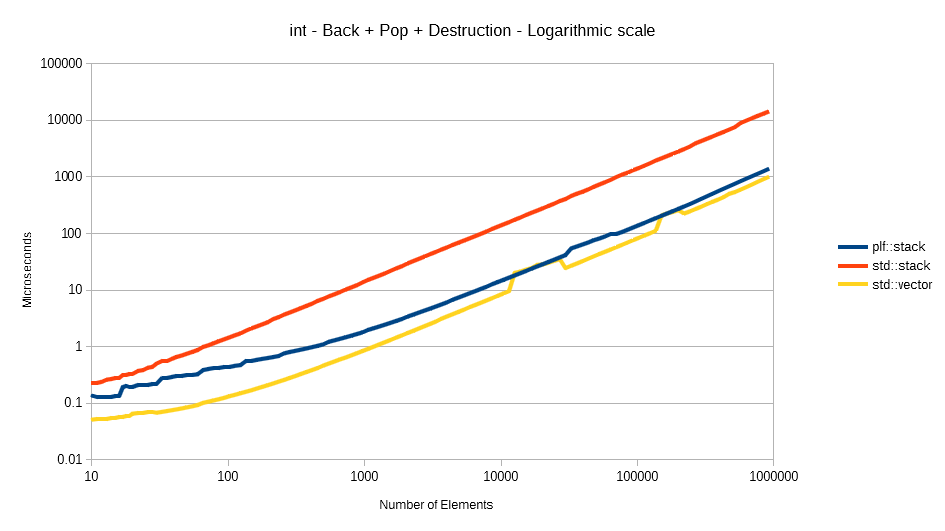 int - Back + Pop + Destruction - Logarithmic scale
100000
10000
1000
100
10
1
0.1
0.01
Microseconds
10 100 1000 10000 100000 1000000
Number of Elements
plf::stack
std::stack
std::vector